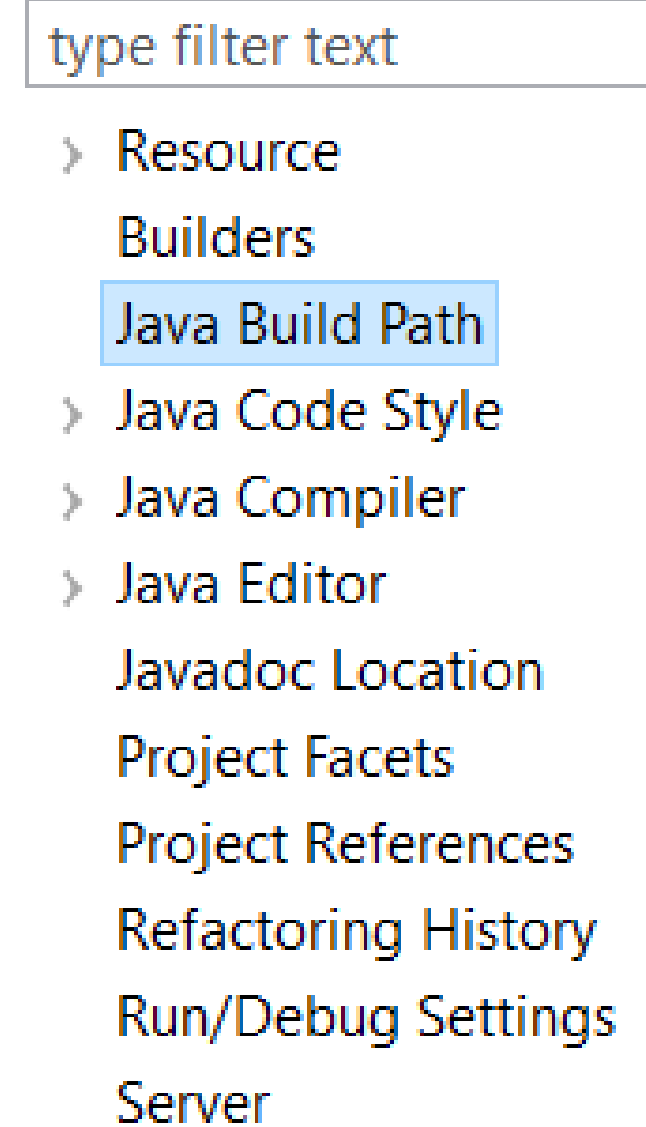 type filter text
Resource
Builders
Java Build Path
Java Code Style
Java Compiler
Java Editor
Javadoc Location
Project Facets
Project References
Refactoring History
Run/Debug Settings
Server